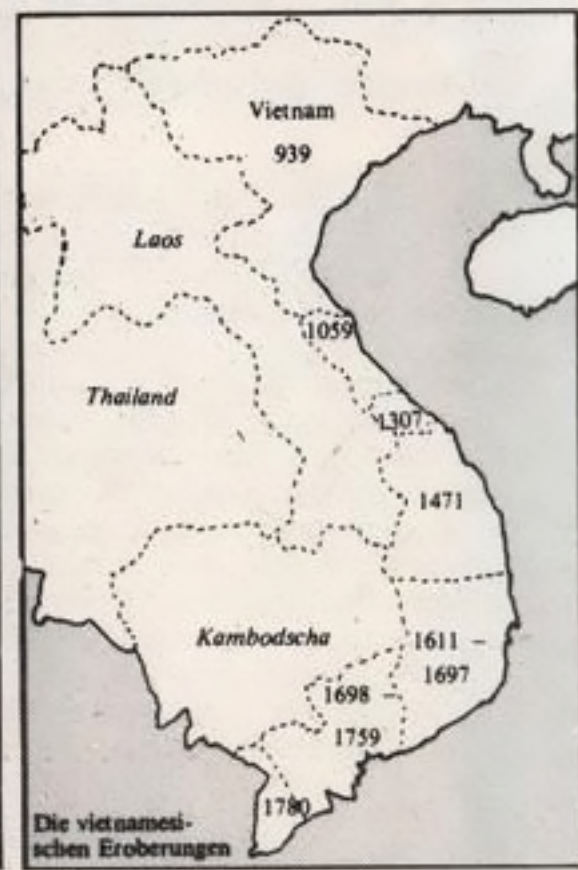 Vietnam
939
Laos
1059
Thailand
1307
1471
Kambodscha
1611 –
1697
1698 –
1759
1780
Die vietnamesi-
schen Eroberungen